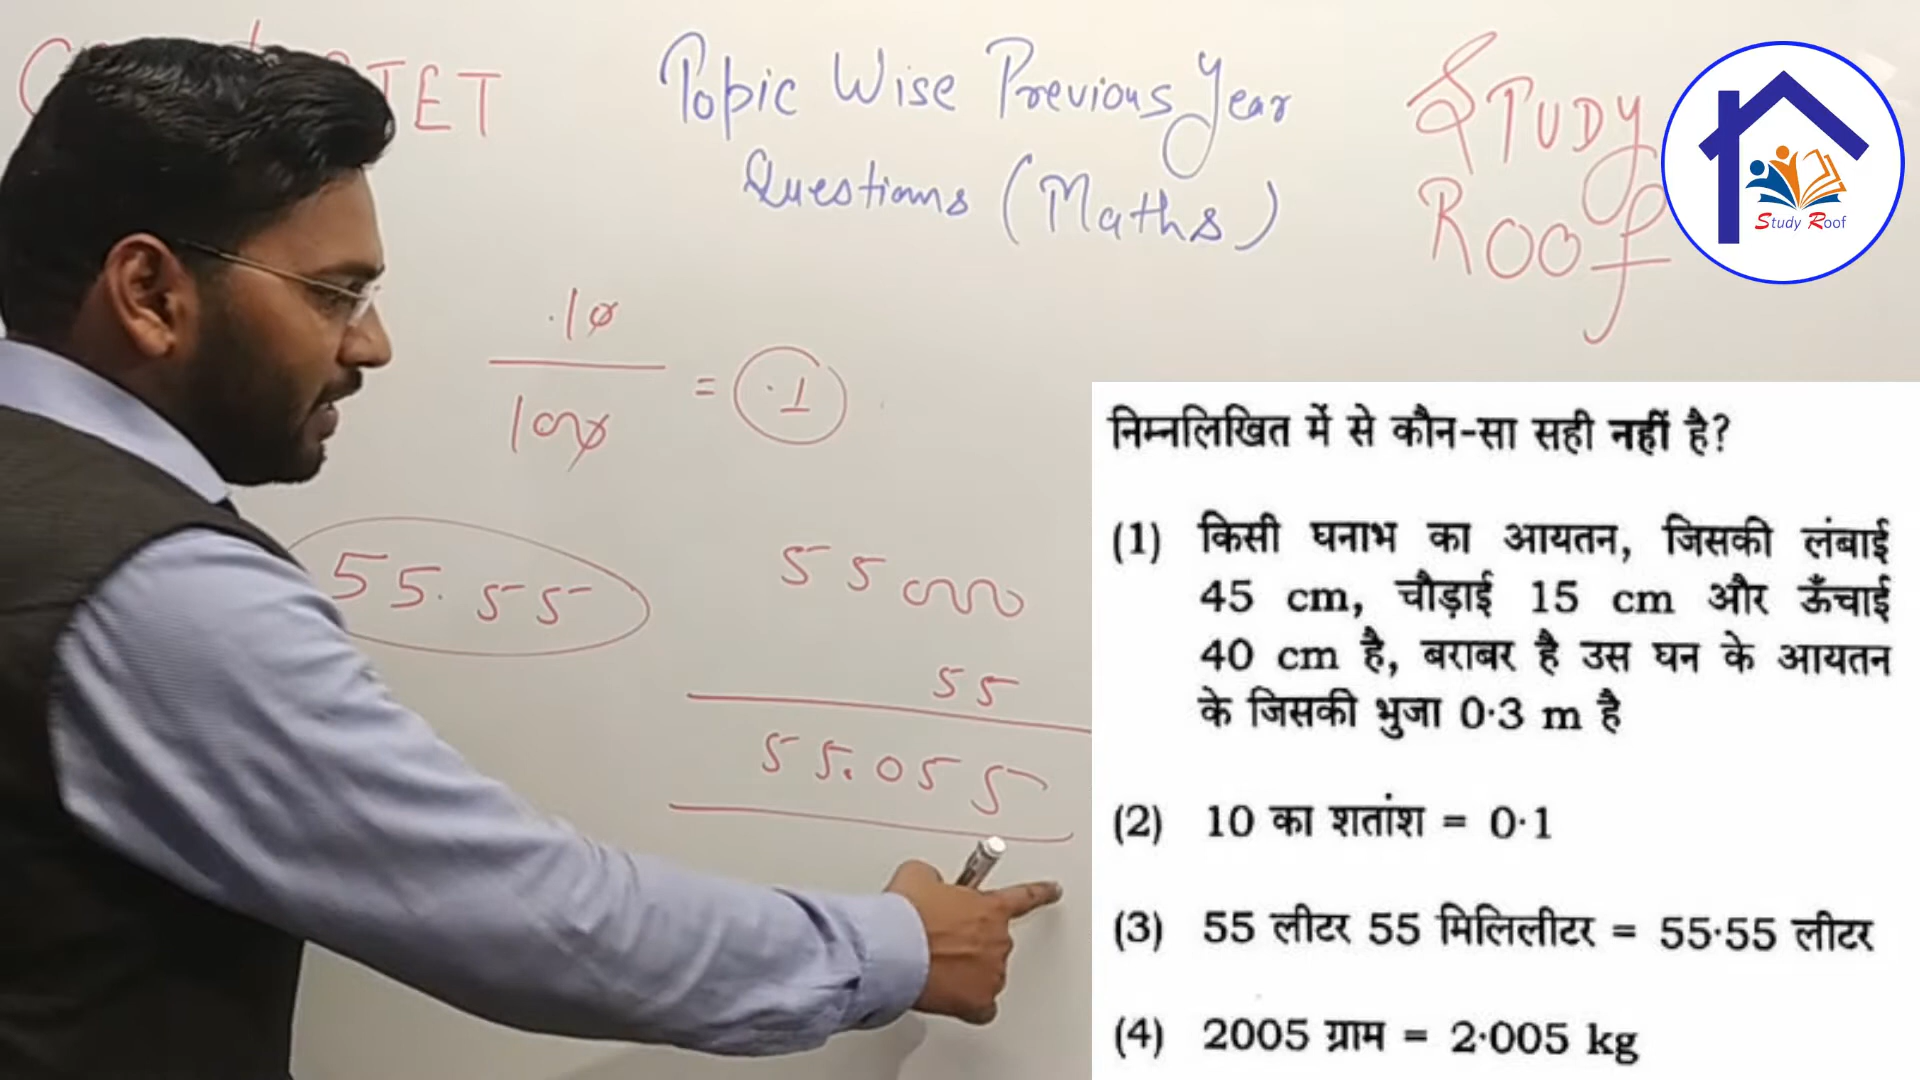 TET
Topic Wise Previous Year
Questions (Maths)
STUDY
ROOF
Study Roof
.10
1000
= .1
55.55
55000
55
55.055
निम्नलिखित में से कौन-सा सही नहीं है?
(1) किसी घनाभ का आयतन, जिसकी लंबाई
45 cm, चौड़ाई 15 cm और ऊँचाई
40 cm है, बराबर है उस घन के आयतन
के जिसकी भुजा 0·3 m है
(2) 10 का शतांश = 0·1
(3) 55 लीटर 55 मिलिलीटर = 55·55 लीटर
(4) 2005 ग्राम = 2·005 kg